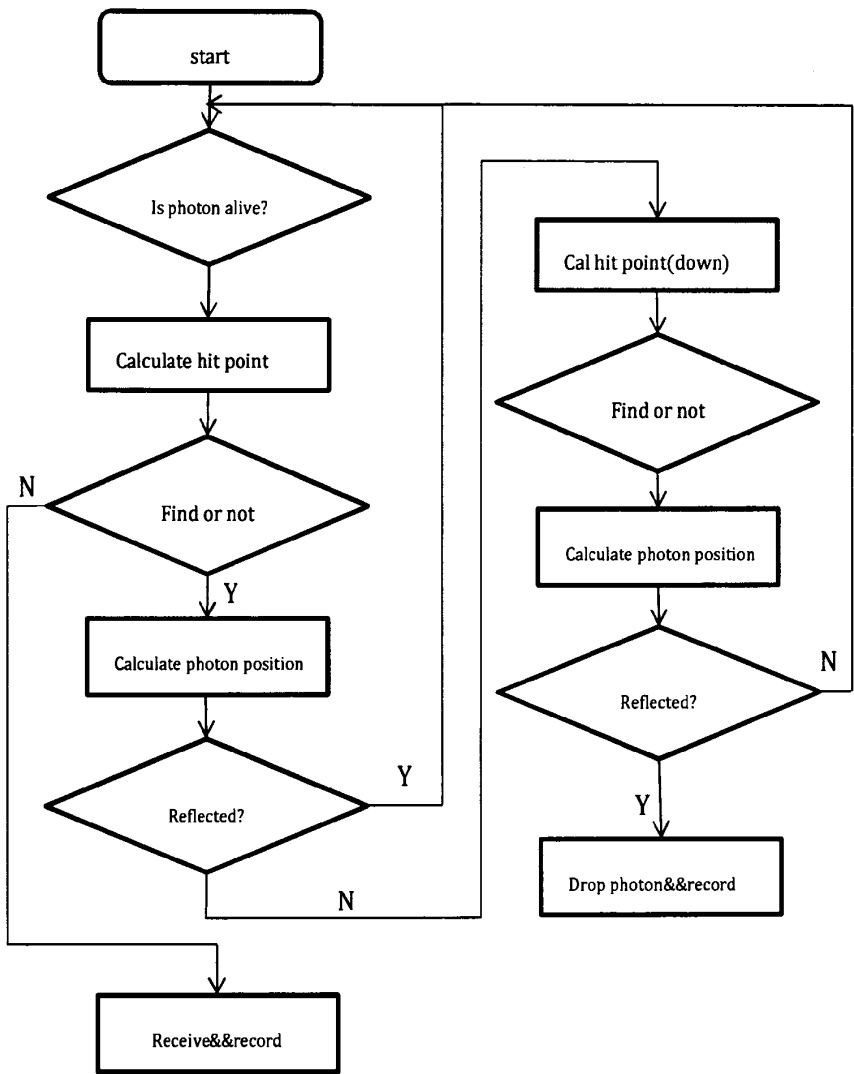 start
Is photon alive?
Calculate hit point
Find or not
N
Y
Calculate photon position
Reflected?
Y
N
Receive&&record
Cal hit point(down)
Find or not
Calculate photon position
Reflected?
N
Y
Drop photon&&record